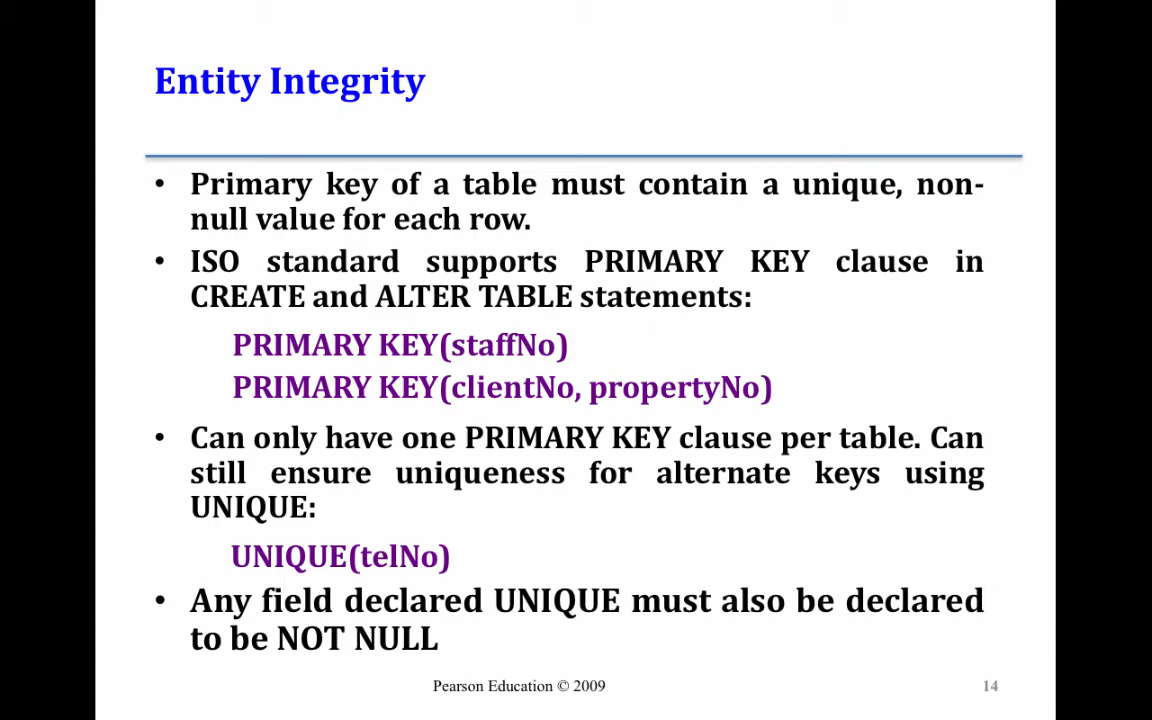 Entity Integrity
• Primary key of a table must contain a unique, non-
null value for each row.
• ISO standard supports PRIMARY KEY clause in
CREATE and ALTER TABLE statements:
PRIMARY KEY(staffNo)
PRIMARY KEY(clientNo, propertyNo)
• Can only have one PRIMARY KEY clause per table. Can
still ensure uniqueness for alternate keys using
UNIQUE:
UNIQUE(telNo)
• Any field declared UNIQUE must also be declared
to be NOT NULL
Pearson Education © 2009
14